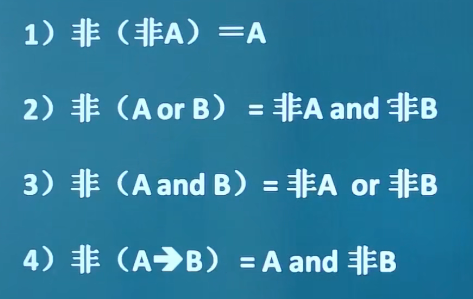 1）非（非A）＝A
2）非（A or B） = 非A and 非B
3）非（A and B）= 非A or 非B
4）非（A➔B） = A and 非B